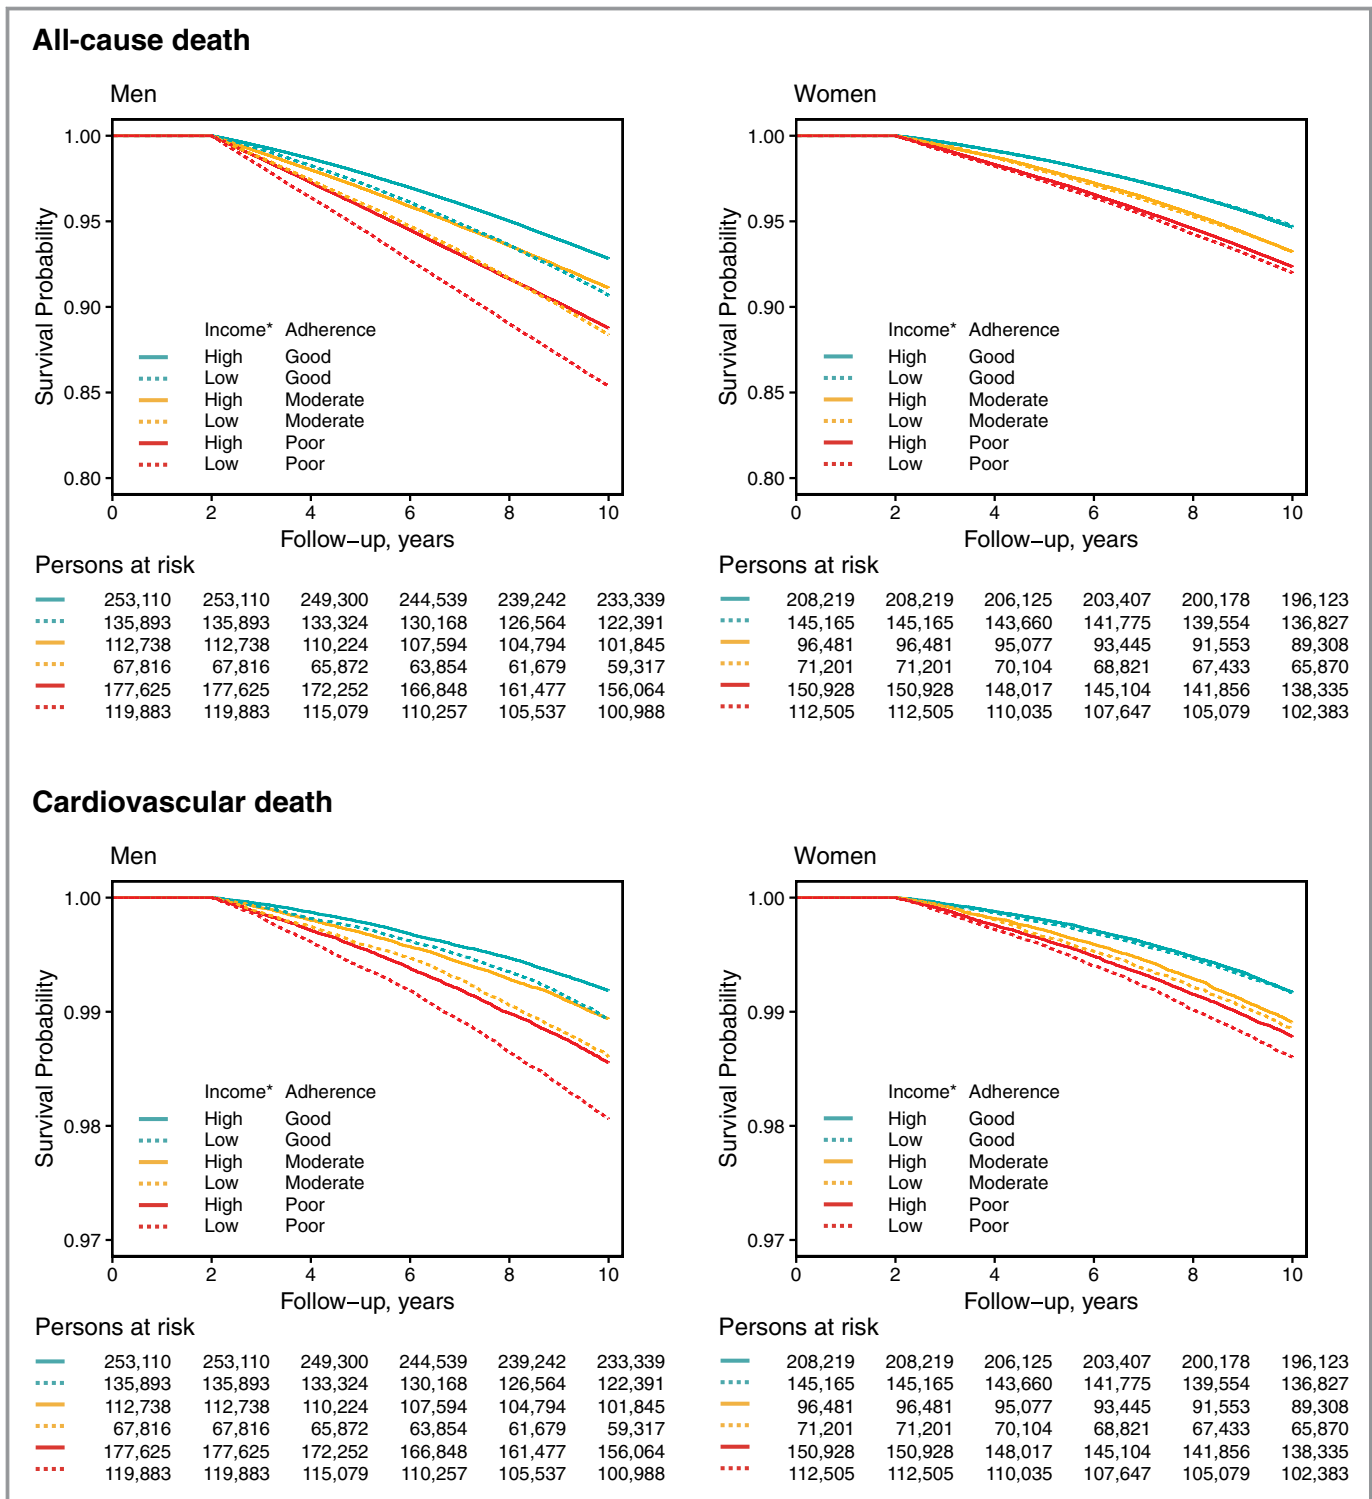 All-cause death
Men
Survival Probability
1.00
0.95
0.90
0.85
0.80
Income* Adherence
High Good
Low Good
High Moderate
Low Moderate
High Poor
Low Poor
0 2 4 6 8 10
Follow–up, years
Persons at risk
253,110 253,110 249,300 244,539 239,242 233,339
135,893 135,893 133,324 130,168 126,564 122,391
112,738 112,738 110,224 107,594 104,794 101,845
67,816 67,816 65,872 63,854 61,679 59,317
177,625 177,625 172,252 166,848 161,477 156,064
119,883 119,883 115,079 110,257 105,537 100,988
Women
Survival Probability
1.00
0.95
0.90
0.85
0.80
Income* Adherence
High Good
Low Good
High Moderate
Low Moderate
High Poor
Low Poor
0 2 4 6 8 10
Follow–up, years
Persons at risk
208,219 208,219 206,125 203,407 200,178 196,123
145,165 145,165 143,660 141,775 139,554 136,827
96,481 96,481 95,077 93,445 91,553 89,308
71,201 71,201 70,104 68,821 67,433 65,870
150,928 150,928 148,017 145,104 141,856 138,335
112,505 112,505 110,035 107,647 105,079 102,383
Cardiovascular death
Men
Survival Probability
1.00
0.99
0.98
0.97
Income* Adherence
High Good
Low Good
High Moderate
Low Moderate
High Poor
Low Poor
0 2 4 6 8 10
Follow–up, years
Persons at risk
253,110 253,110 249,300 244,539 239,242 233,339
135,893 135,893 133,324 130,168 126,564 122,391
112,738 112,738 110,224 107,594 104,794 101,845
67,816 67,816 65,872 63,854 61,679 59,317
177,625 177,625 172,252 166,848 161,477 156,064
119,883 119,883 115,079 110,257 105,537 100,988
Women
Survival Probability
1.00
0.99
0.98
0.97
Income* Adherence
High Good
Low Good
High Moderate
Low Moderate
High Poor
Low Poor
0 2 4 6 8 10
Follow–up, years
Persons at risk
208,219 208,219 206,125 203,407 200,178 196,123
145,165 145,165 143,660 141,775 139,554 136,827
96,481 96,481 95,077 93,445 91,553 89,308
71,201 71,201 70,104 68,821 67,433 65,870
150,928 150,928 148,017 145,104 141,856 138,335
112,505 112,505 110,035 107,647 105,079 102,383